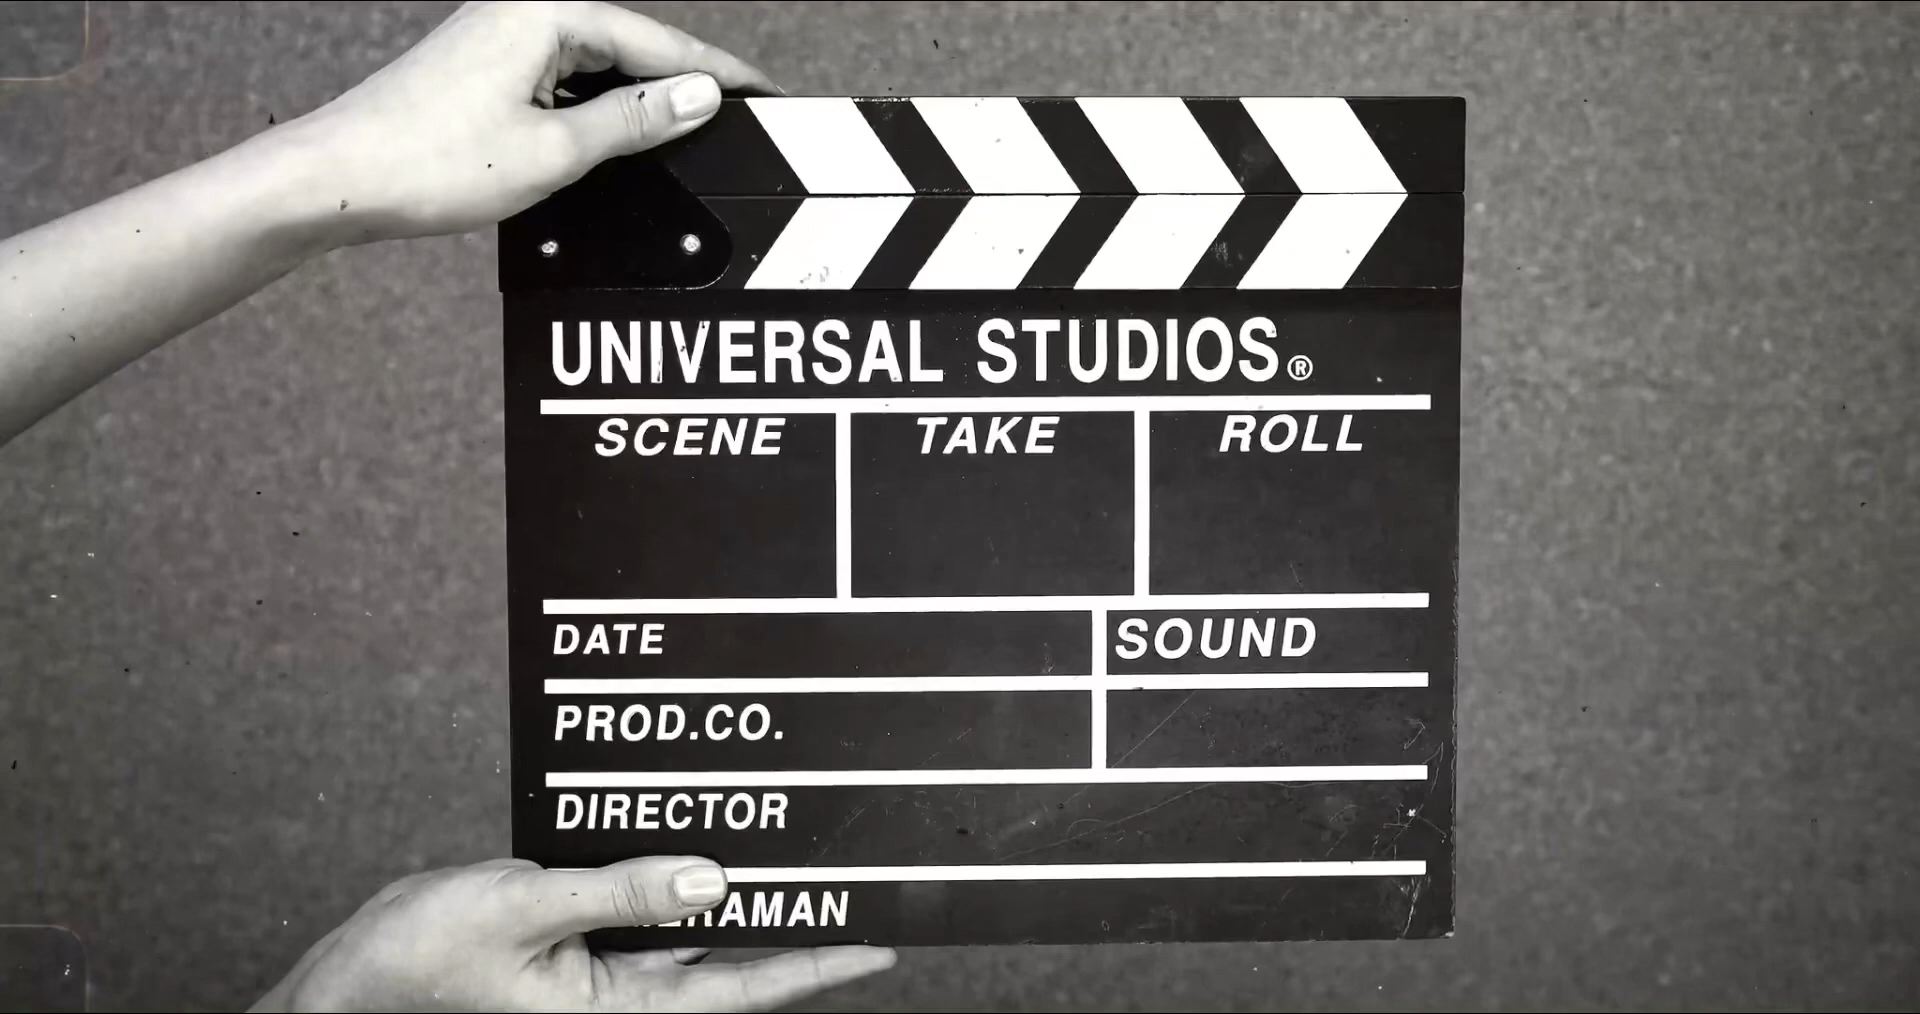 UNIVERSAL STUDIOS®
SCENE TAKE ROLL
DATE SOUND
PROD.CO.
DIRECTOR